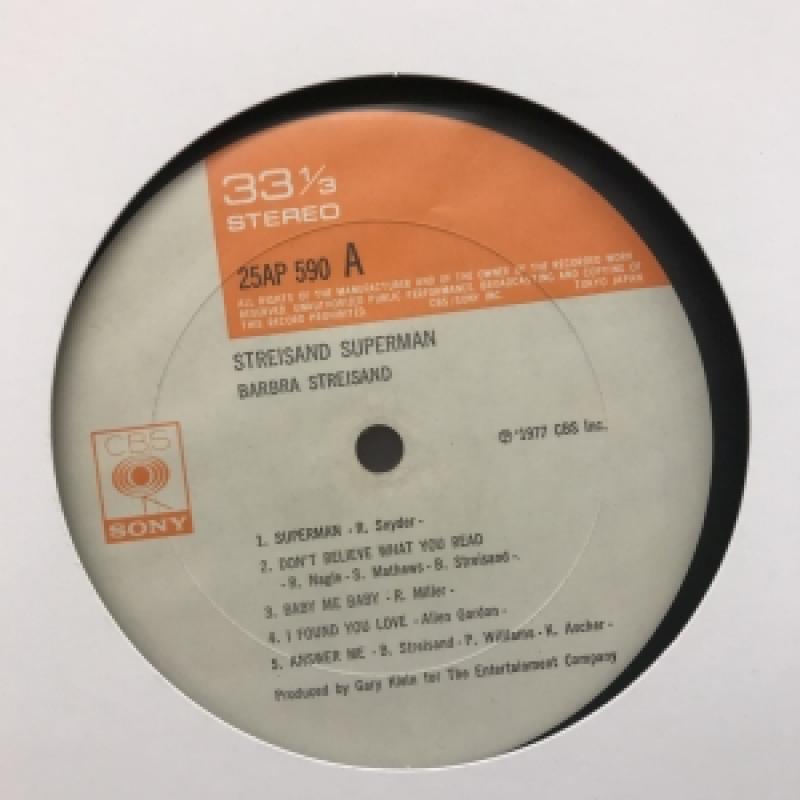 33 1/3
STEREO
25AP 590 A
ALL RIGHTS OF THE MANUFACTURER AND OF THE OWNER OF THE RECORDED WORK
RESERVED. UNAUTHORISED PUBLIC PERFORMANCE. BROADCASTING AND COPYING OF
THIS RECORD PROHIBITED CBS/SONY INC. TOKYO JAPAN
STREISAND SUPERMAN
BARBRA STREISAND
℗ '1977 CBS Inc.
CBS
SONY
1. SUPERMAN - R. Snyder -
2. DON'T BELIEVE WHAT YOU READ
- R. Nagle - S. Mathews - B. Streisand -
3. BABY ME BABY - R. Miller -
4. I FOUND YOU LOVE - Allen Gordon -
5. ANSWER ME - B. Streisand - P. Williams - K. Ascher -
Produced by Gary Klein for The Entertainment Company